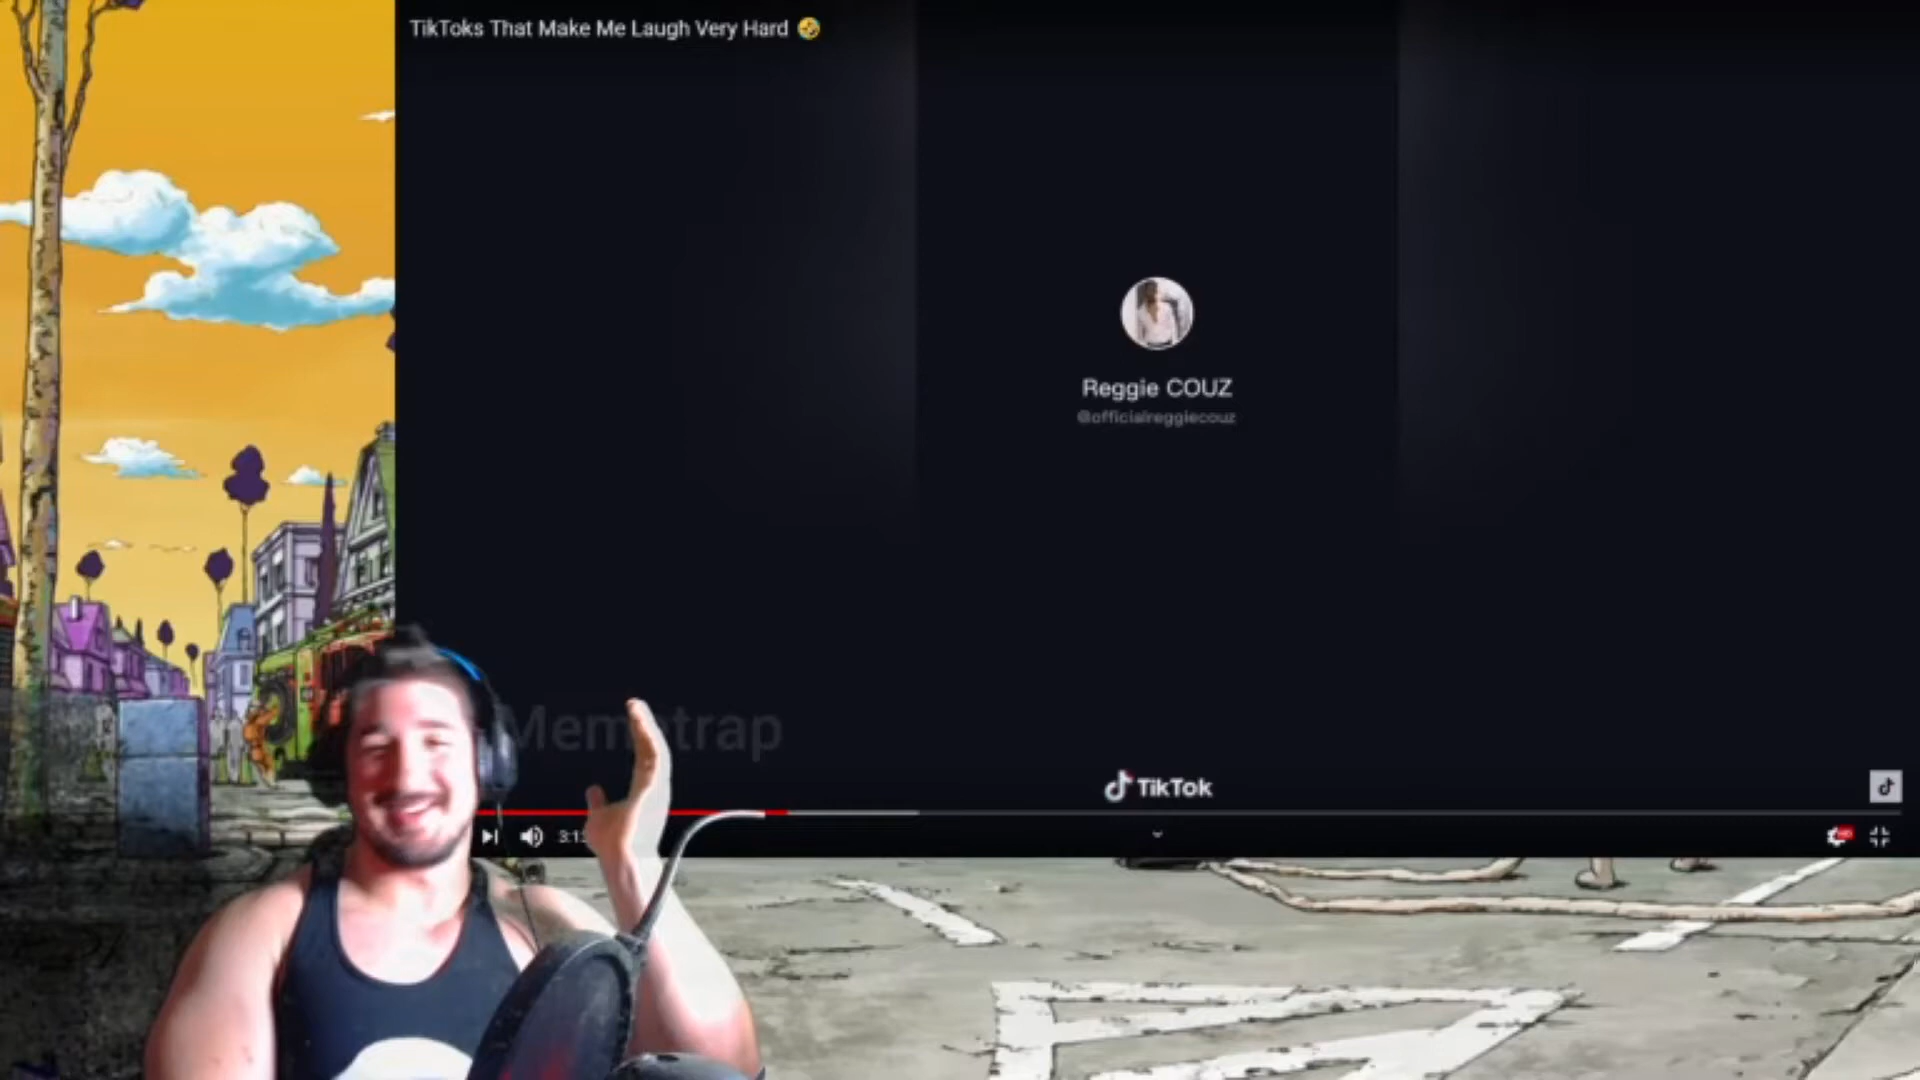 TikToks That Make Me Laugh Very Hard 🤣
Reggie COUZ
@officialreggiecouz
TikTok